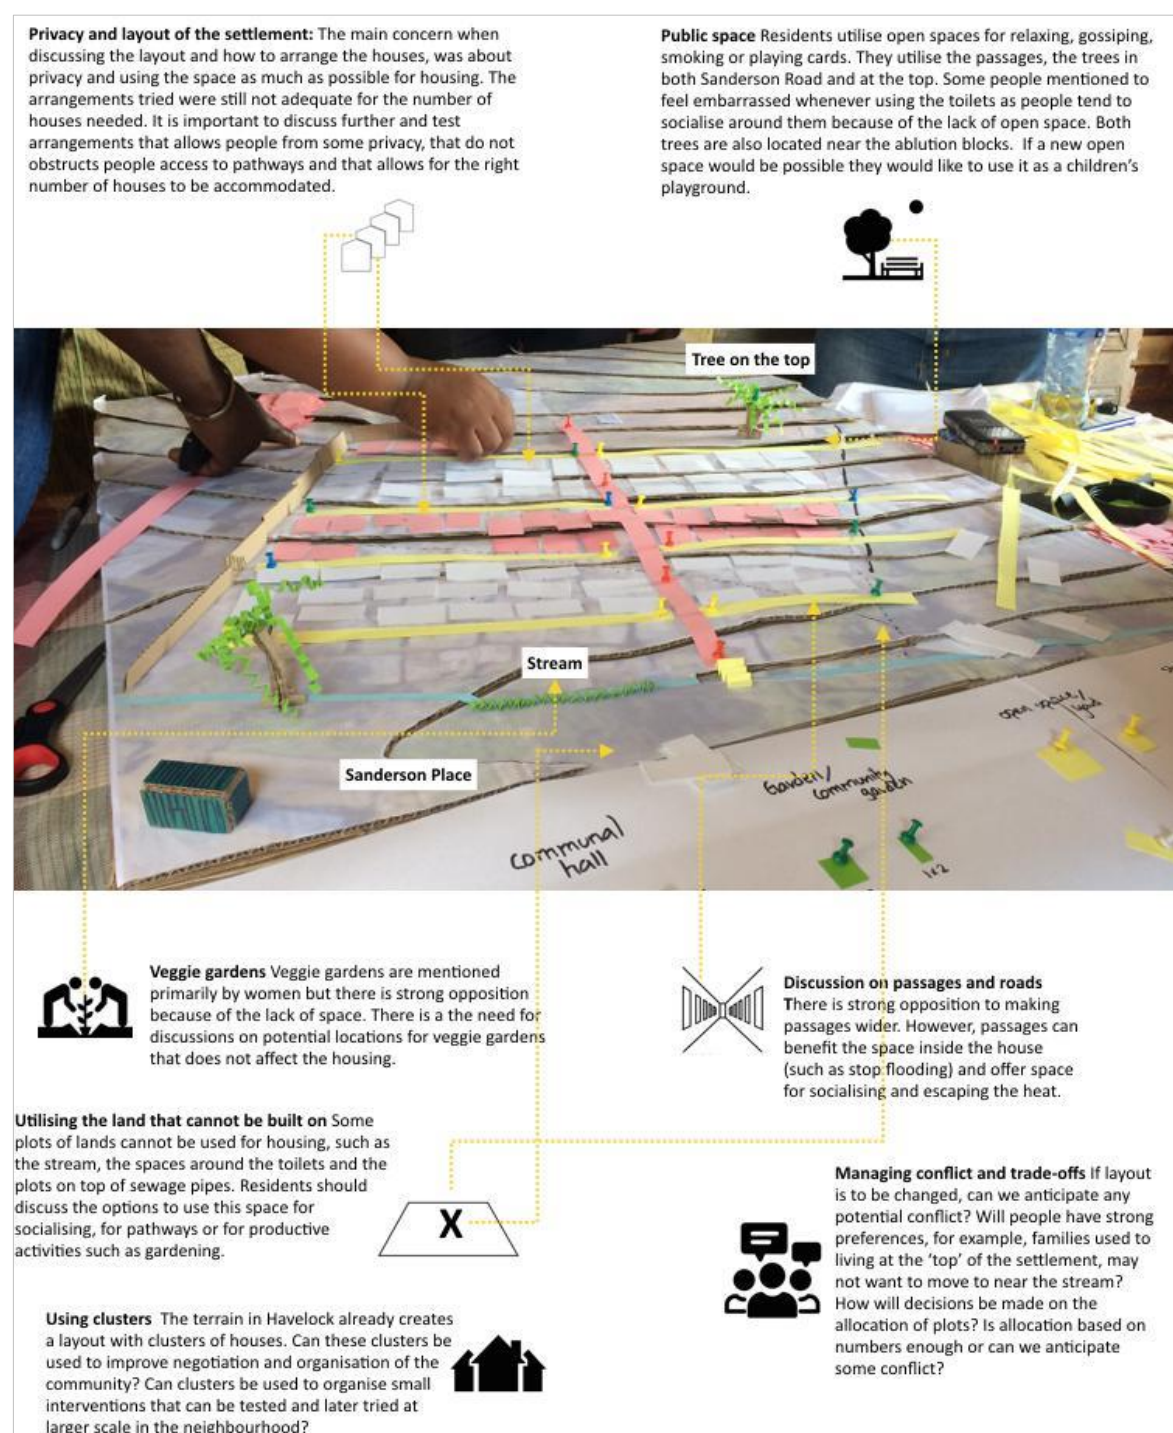 Privacy and layout of the settlement: The main concern when
discussing the layout and how to arrange the houses, was about
privacy and using the space as much as possible for housing. The
arrangements tried were still not adequate for the number of
houses needed. It is important to discuss further and test
arrangements that allows people from some privacy, that do not
obstructs people access to pathways and that allows for the right
number of houses to be accommodated.
Public space Residents utilise open spaces for relaxing, gossiping,
smoking or playing cards. They utilise the passages, the trees in
both Sanderson Road and at the top. Some people mentioned to
feel embarrassed whenever using the toilets as people tend to
socialise around them because of the lack of open space. Both
trees are also located near the ablution blocks.  If a new open
space would be possible they would like to use it as a children's
playground.
Tree on the top
Stream
Sanderson Place
open space/
yard
Garden/
community
garden
communal
hall
1x2
Veggie gardens Veggie gardens are mentioned
primarily by women but there is strong opposition
because of the lack of space. There is a the need for
discussions on potential locations for veggie gardens
that does not affect the housing.
Discussion on passages and roads
There is strong opposition to making
passages wider. However, passages can
benefit the space inside the house
(such as stop flooding) and offer space
for socialising and escaping the heat.
Utilising the land that cannot be built on Some
plots of lands cannot be used for housing, such as
the stream, the spaces around the toilets and the
plots on top of sewage pipes. Residents should
discuss the options to use this space for
socialising, for pathways or for productive
activities such as gardening.
X
Managing conflict and trade-offs If layout
is to be changed, can we anticipate any
potential conflict? Will people have strong
preferences, for example, families used to
living at the 'top' of the settlement, may
not want to move to near the stream?
How will decisions be made on the
allocation of plots? Is allocation based on
numbers enough or can we anticipate
some conflict?
Using clusters  The terrain in Havelock already creates
a layout with clusters of houses. Can these clusters be
used to improve negotiation and organisation of the
community? Can clusters be used to organise small
interventions that can be tested and later tried at
larger scale in the neighbourhood?